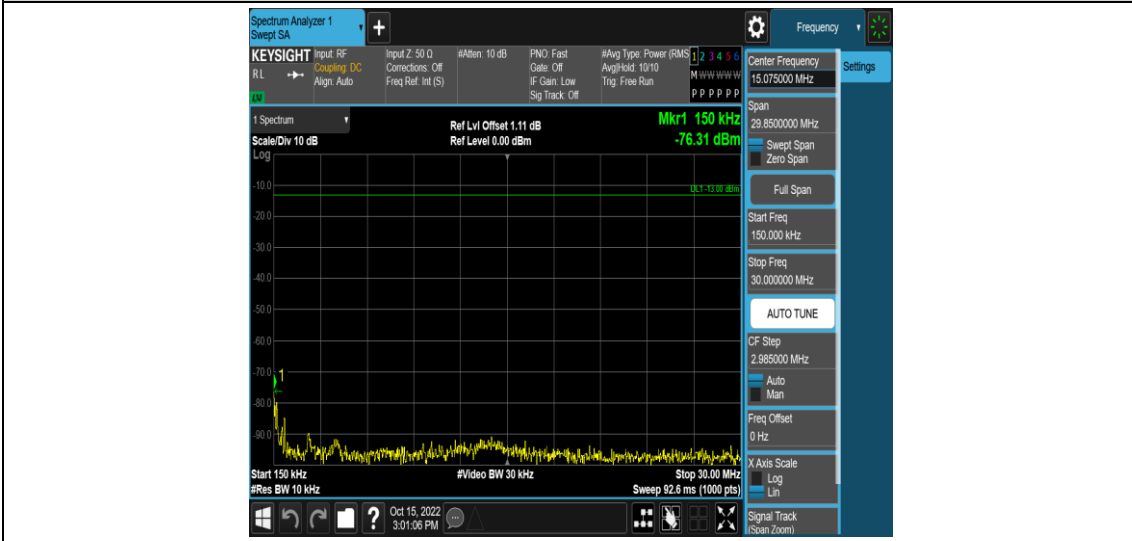 Spectrum Analyzer 1
Swept SA
+
Frequency
KEYSIGHT
R L
Input: RF
Coupling: DC
Align: Auto
Input Z: 50 Ω
Corrections: Off
Freq Ref: Int (S)
#Atten: 10 dB
PNO: Fast
Gate: Off
IF Gain: Low
Sig Track: Off
#Avg Type: Power (RMS
Avg|Hold: 10/10
Trig: Free Run
1 2 3 4 5 6
M W W W W W
P P P P P P
1 Spectrum
Scale/Div 10 dB
Log
Ref Lvl Offset 1.11 dB
Ref Level 0.00 dBm
Mkr1 150 kHz
-76.31 dBm
DL1 -13.00 dBm
-10.0
-20.0
-30.0
-40.0
-50.0
-60.0
-70.0
1
-80.0
-90.0
Start 150 kHz
#Video BW 30 kHz
Stop 30.00 MHz
#Res BW 10 kHz
Sweep 92.6 ms (1000 pts)
?
Oct 15, 2022
3:01:06 PM
Center Frequency
15.075000 MHz
Settings
Span
29.8500000 MHz
Swept Span
Zero Span
Full Span
Start Freq
150.000 kHz
Stop Freq
30.000000 MHz
AUTO TUNE
CF Step
2.985000 MHz
Auto
Man
Freq Offset
0 Hz
X Axis Scale
Log
Lin
Signal Track
(Span Zoom)